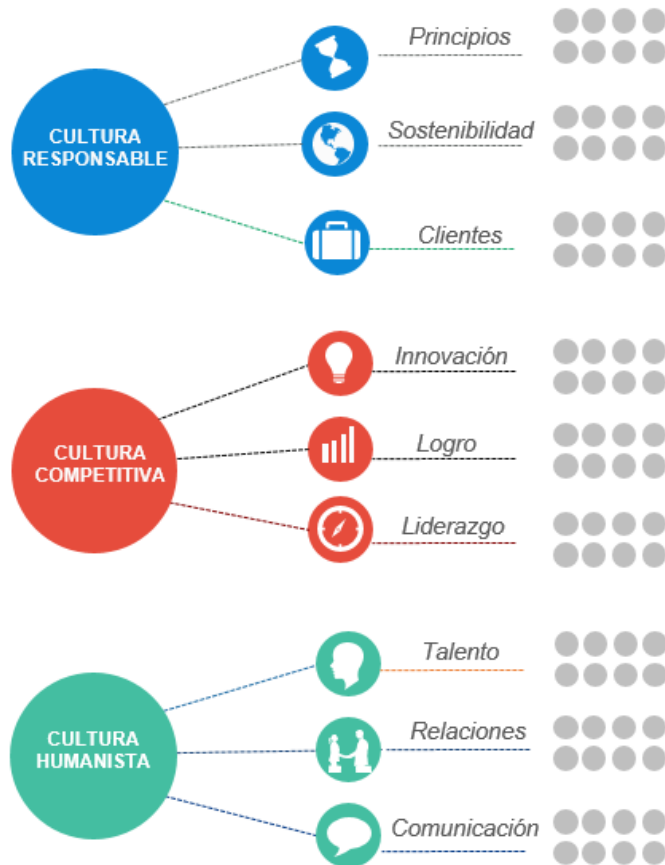 CULTURA
RESPONSABLE
Principios
Sostenibilidad
Clientes
CULTURA
COMPETITIVA
Innovación
Logro
Liderazgo
CULTURA
HUMANISTA
Talento
Relaciones
Comunicación